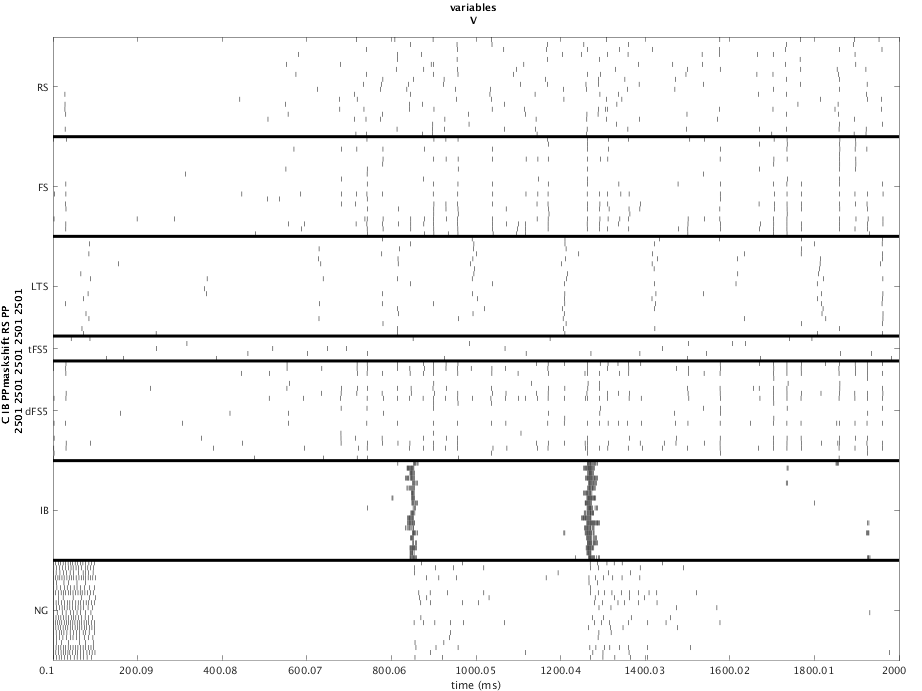 variables
V
RS
FS
LTS
tFS5
dFS5
IB
NG
C IB PPmaskshift RS PP
2501 2501 2501 2501 2501
0.1 200.09 400.08 600.07 800.06 1000.05 1200.04 1400.03 1600.02 1800.01 2000
time (ms)